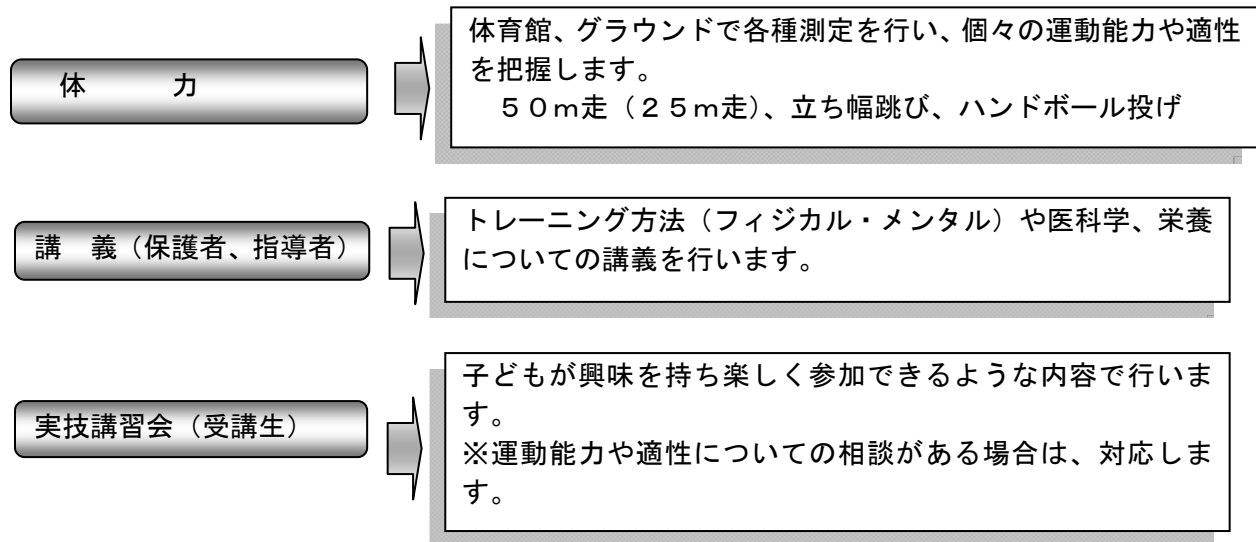 体育館、グラウンドで各種測定を行い、個々の運動能力や適性
を把握します。
体　　　力
５０ｍ走（２５ｍ走）、立ち幅跳び、ハンドボール投げ
トレーニング方法（フィジカル・メンタル）や医科学、栄養
講　義（保護者、指導者）
についての講義を行います。
子どもが興味を持ち楽しく参加できるような内容で行いま
す。
実技講習会（受講生）
※運動能力や適性についての相談がある場合は、対応しま
す。